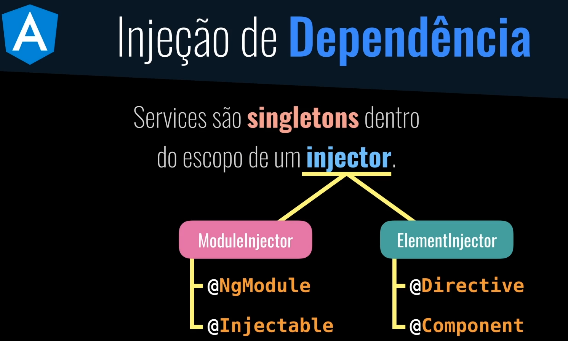 Injeção de Dependência
Services são singletons dentro
do escopo de um injector.
ModuleInjector
@NgModule
@Injectable
ElementInjector
@Directive
@Component